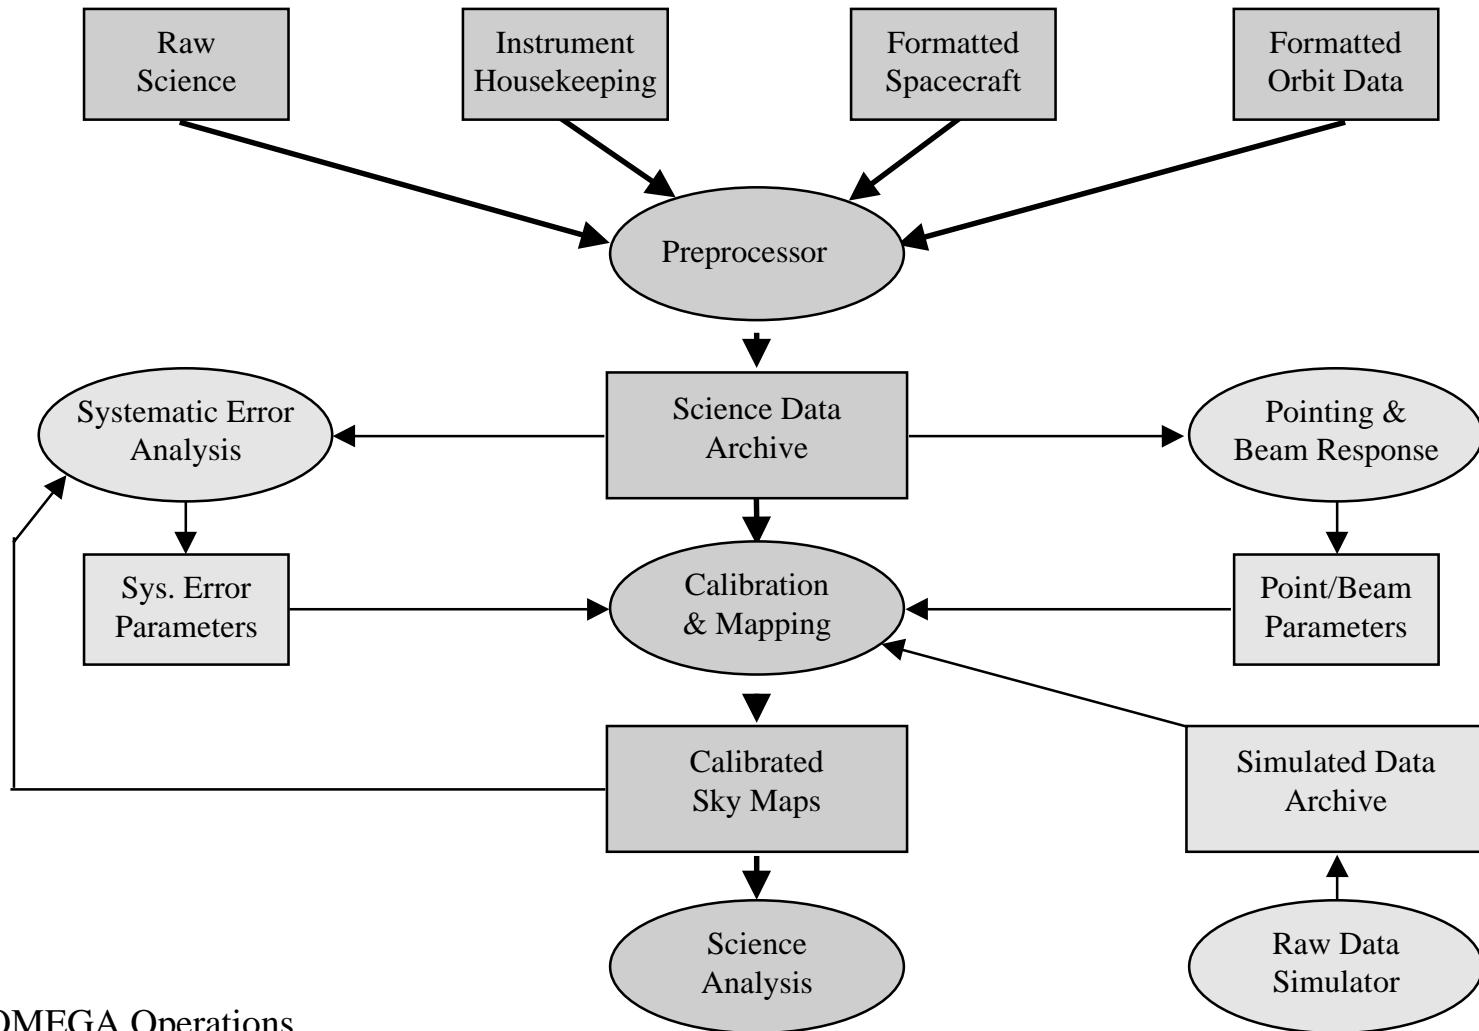 Raw
Science
Instrument
Housekeeping
Formatted
Spacecraft
Formatted
Orbit Data
Preprocessor
Systematic Error
Analysis
Science Data
Archive
Pointing &
Beam Response
Sys. Error
Parameters
Calibration
& Mapping
Point/Beam
Parameters
Calibrated
Sky Maps
Simulated Data
Archive
Science
Analysis
Raw Data
Simulator
OMEGA Operations